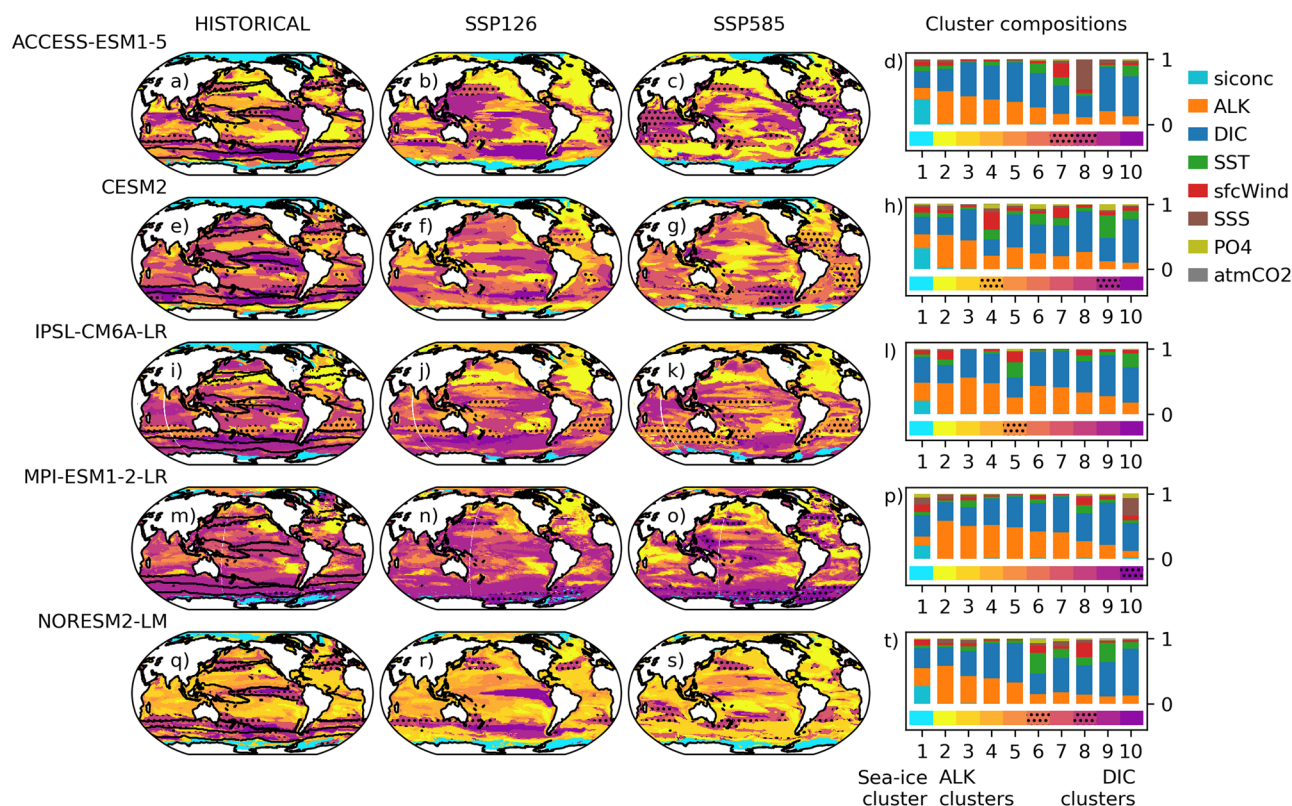 HISTORICAL SSP126 SSP585 Cluster compositions
ACCESS-ESM1-5
a) b) c) d) 1 0
1 2 3 4 5 6 7 8 9 10
siconc
ALK
DIC
SST
sfcWind
SSS
PO4
atmCO2
CESM2
e) f) g) h) 1 0
1 2 3 4 5 6 7 8 9 10
IPSL-CM6A-LR
i) j) k) l) 1 0
1 2 3 4 5 6 7 8 9 10
MPI-ESM1-2-LR
m) n) o) p) 1 0
1 2 3 4 5 6 7 8 9 10
NORESM2-LM
q) r) s) t) 1 0
1 2 3 4 5 6 7 8 9 10
Sea-ice ALK DIC
cluster clusters clusters